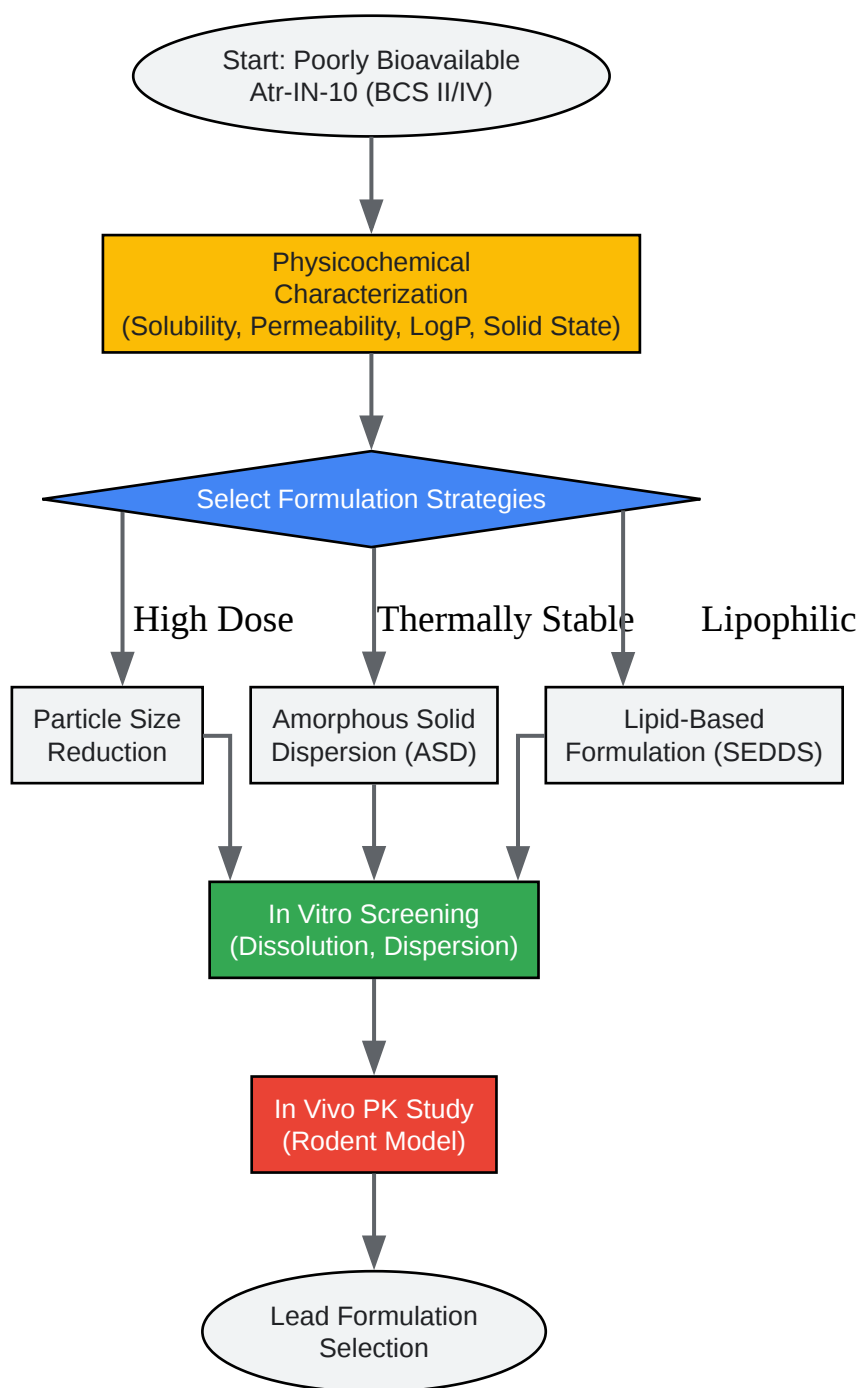 Start: Poorly Bioavailable
Atr-IN-10 (BCS II/IV)
Physicochemical
Characterization
(Solubility, Permeability, LogP, Solid State)
Select Formulation Strategies
High Dose
Thermally Stable
Lipophilic
Particle Size
Reduction
Amorphous Solid
Dispersion (ASD)
Lipid-Based
Formulation (SEDDS)
In Vitro Screening
(Dissolution, Dispersion)
In Vivo PK Study
(Rodent Model)
Lead Formulation
Selection